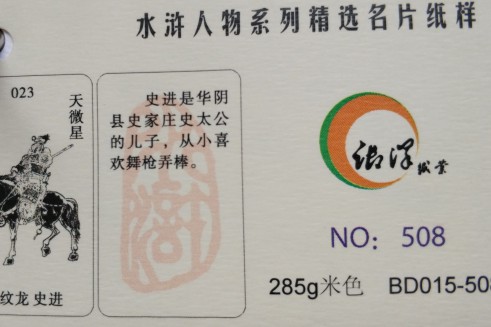 水浒人物系列精选名片纸样
023
天微星
纹龙 史进
史进是华阴
县史家庄史太公
的儿子，从小喜
欢舞枪弄棒。
纸业
NO: 508
285g米色 BD015-508